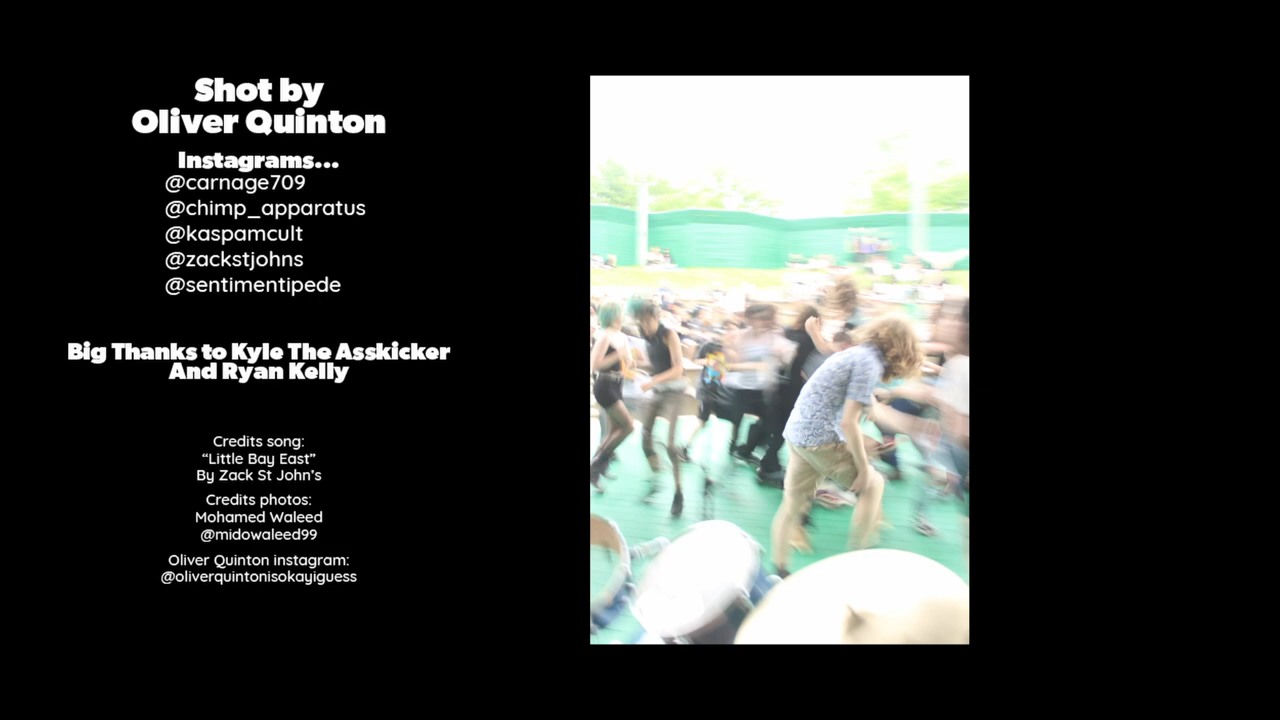 Shot by
Oliver Quinton
Instagrams...
@carnage709
@chimp_apparatus
@kaspamcult
@zackstjohns
@sentimentipede
Big Thanks to Kyle The Asskicker
And Ryan Kelly
Credits song:
“Little Bay East”
By Zack St John’s
Credits photos:
Mohamed Waleed
@midowaleed99
Oliver Quinton instagram:
@oliverquintonisokayiguess